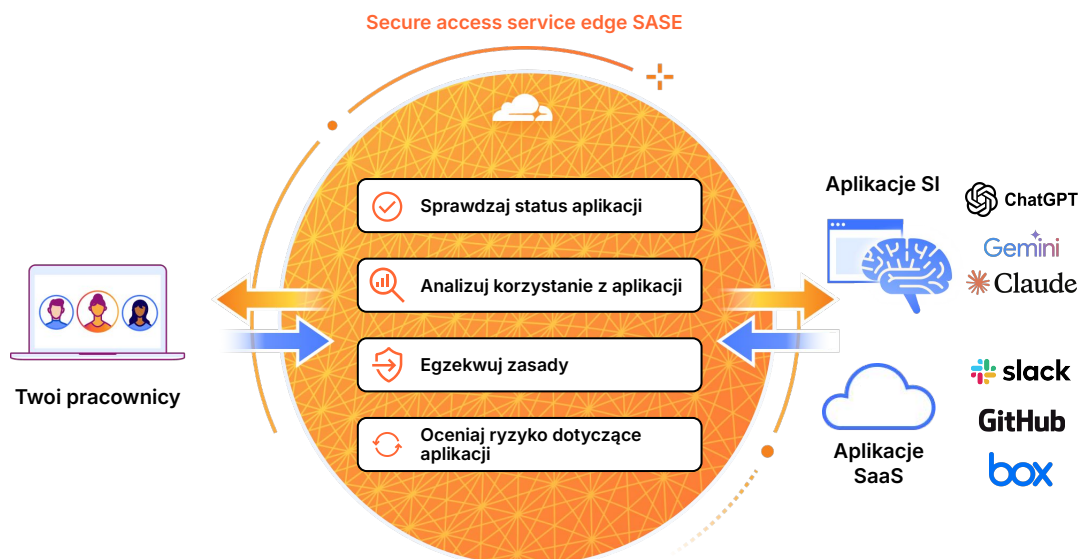 Secure access service edge SASE
Sprawdzaj status aplikacji
Analizuj korzystanie z aplikacji
Egzekwuj zasady
Oceniaj ryzyko dotyczące
aplikacji
Twoi pracownicy
Aplikacje SI
ChatGPT
Gemini
Claude
Aplikacje
SaaS
slack
GitHub
box